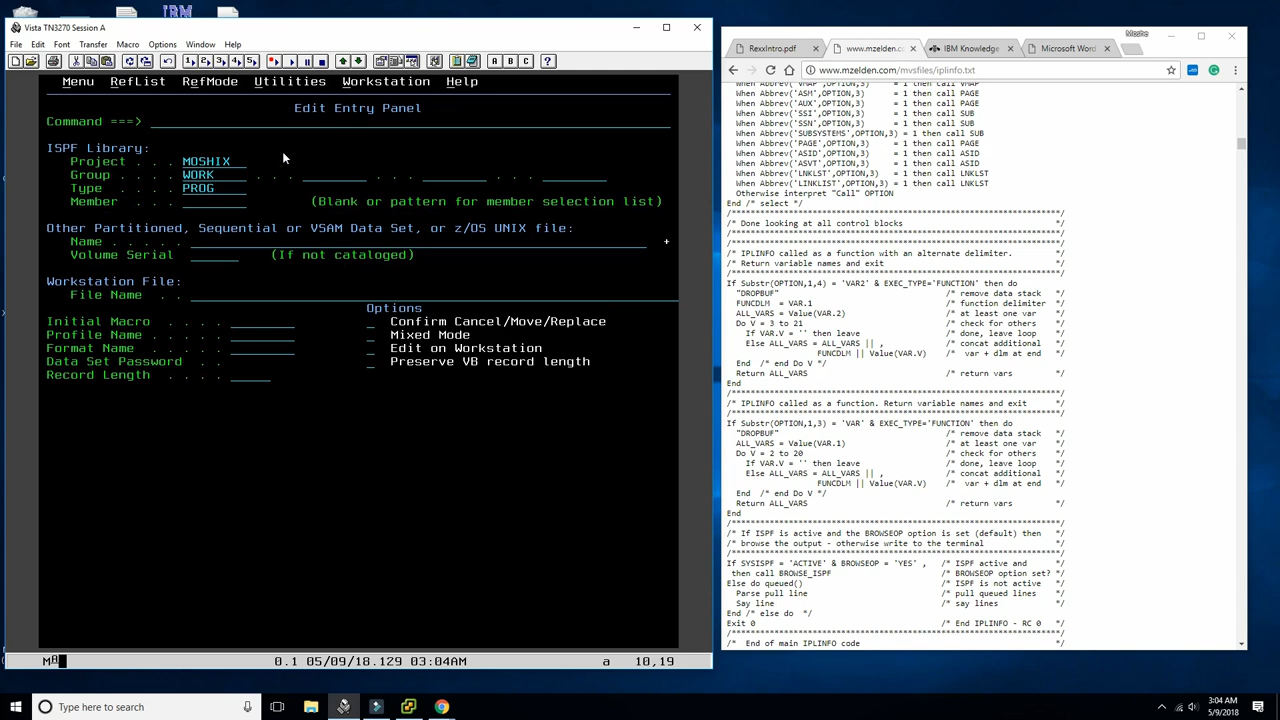 IBM
Vista TN3270 Session A
File Edit Font Transfer Macro Options Window Help
Menu RefList RefMode Utilities Workstation Help
Edit Entry Panel
Command ===>
ISPF Library:
Project . . . MOSHIX
Group . . . . WORK . . . . . . . . .
Type . . . . PROG
Member . . . (Blank or pattern for member selection list)
Other Partitioned, Sequential or VSAM Data Set, or z/OS UNIX file:
Name . . . . . +
Volume Serial (If not cataloged)
Workstation File:
File Name . .
Options
Initial Macro . . . . Confirm Cancel/Move/Replace
Profile Name . . . . Mixed Mode
Format Name . . . . Edit on Workstation
Data Set Password . . Preserve VB record length
Record Length . . . .
0.1 05/09/18.129 03:04AM a 10,19
Moshe
RexxIntro.pdf www.mzelden.co IBM Knowledge Microsoft Word
www.mzelden.com/mvsfiles/iplinfo.txt
When Abbrev('ASM',OPTION,3) = 1 then call PAGE
When Abbrev('AUX',OPTION,3) = 1 then call PAGE
When Abbrev('SSI',OPTION,3) = 1 then call SUB
When Abbrev('SSN',OPTION,3) = 1 then call SUB
When Abbrev('SUBSYSTEMS',OPTION,3) = 1 then call SUB
When Abbrev('PAGE',OPTION,3) = 1 then call PAGE
When Abbrev('ASID',OPTION,3) = 1 then call ASID
When Abbrev('ASVT',OPTION,3) = 1 then call ASID
When Abbrev('LNKLST',OPTION,3) = 1 then call LNKLST
When Abbrev('LINKLIST',OPTION,3) = 1 then call LNKLST
Otherwise interpret "Call" OPTION
End /* select */
/*******************************************************************/
/* Done looking at all control blocks */
/*******************************************************************/
/*******************************************************************/
/* IPLINFO called as a function with an alternate delimiter. */
/* Return variable names and exit */
/*******************************************************************/
If Substr(OPTION,1,4) = 'VAR2' & EXEC_TYPE='FUNCTION' then do
"DROPBUF" /* remove data stack */
FUNCDLM = VAR.1 /* function delimiter */
ALL_VARS = Value(VAR.2) /* at least one var */
Do V = 3 to 21 /* check for others */
If VAR.V = '' then leave /* done, leave loop */
Else ALL_VARS = ALL_VARS || , /* concat additional */
FUNCDLM || Value(VAR.V) /* var + dlm at end */
End /* end Do V */
Return ALL_VARS /* return vars */
End
/*******************************************************************/
/* IPLINFO called as a function. Return variable names and exit */
/*******************************************************************/
If Substr(OPTION,1,3) = 'VAR' & EXEC_TYPE='FUNCTION' then do
"DROPBUF" /* remove data stack */
ALL_VARS = Value(VAR.1) /* at least one var */
Do V = 2 to 20 /* check for others */
If VAR.V = '' then leave /* done, leave loop */
Else ALL_VARS = ALL_VARS || , /* concat additional */
FUNCDLM || Value(VAR.V) /* var + dlm at end */
End /* end Do V */
Return ALL_VARS /* return vars */
End
/*******************************************************************/
/* If ISPF is active and the BROWSEOP option is set (default) then */
/* browse the output - otherwise write to the terminal */
/*******************************************************************/
If SYSISPF = 'ACTIVE' & BROWSEOP = 'YES' , /* ISPF active and */
then call BROWSE_ISPF /* BROWSEOP option set? */
Else do queued() /* ISPF is not active */
Parse pull line /* pull queued lines */
Say line /* say lines */
End /* else do */
Exit 0 /* End IPLINFO - RC 0 */
/*******************************************************************/
/* End of main IPLINFO code */
Type here to search
3:04 AM
5/9/2018